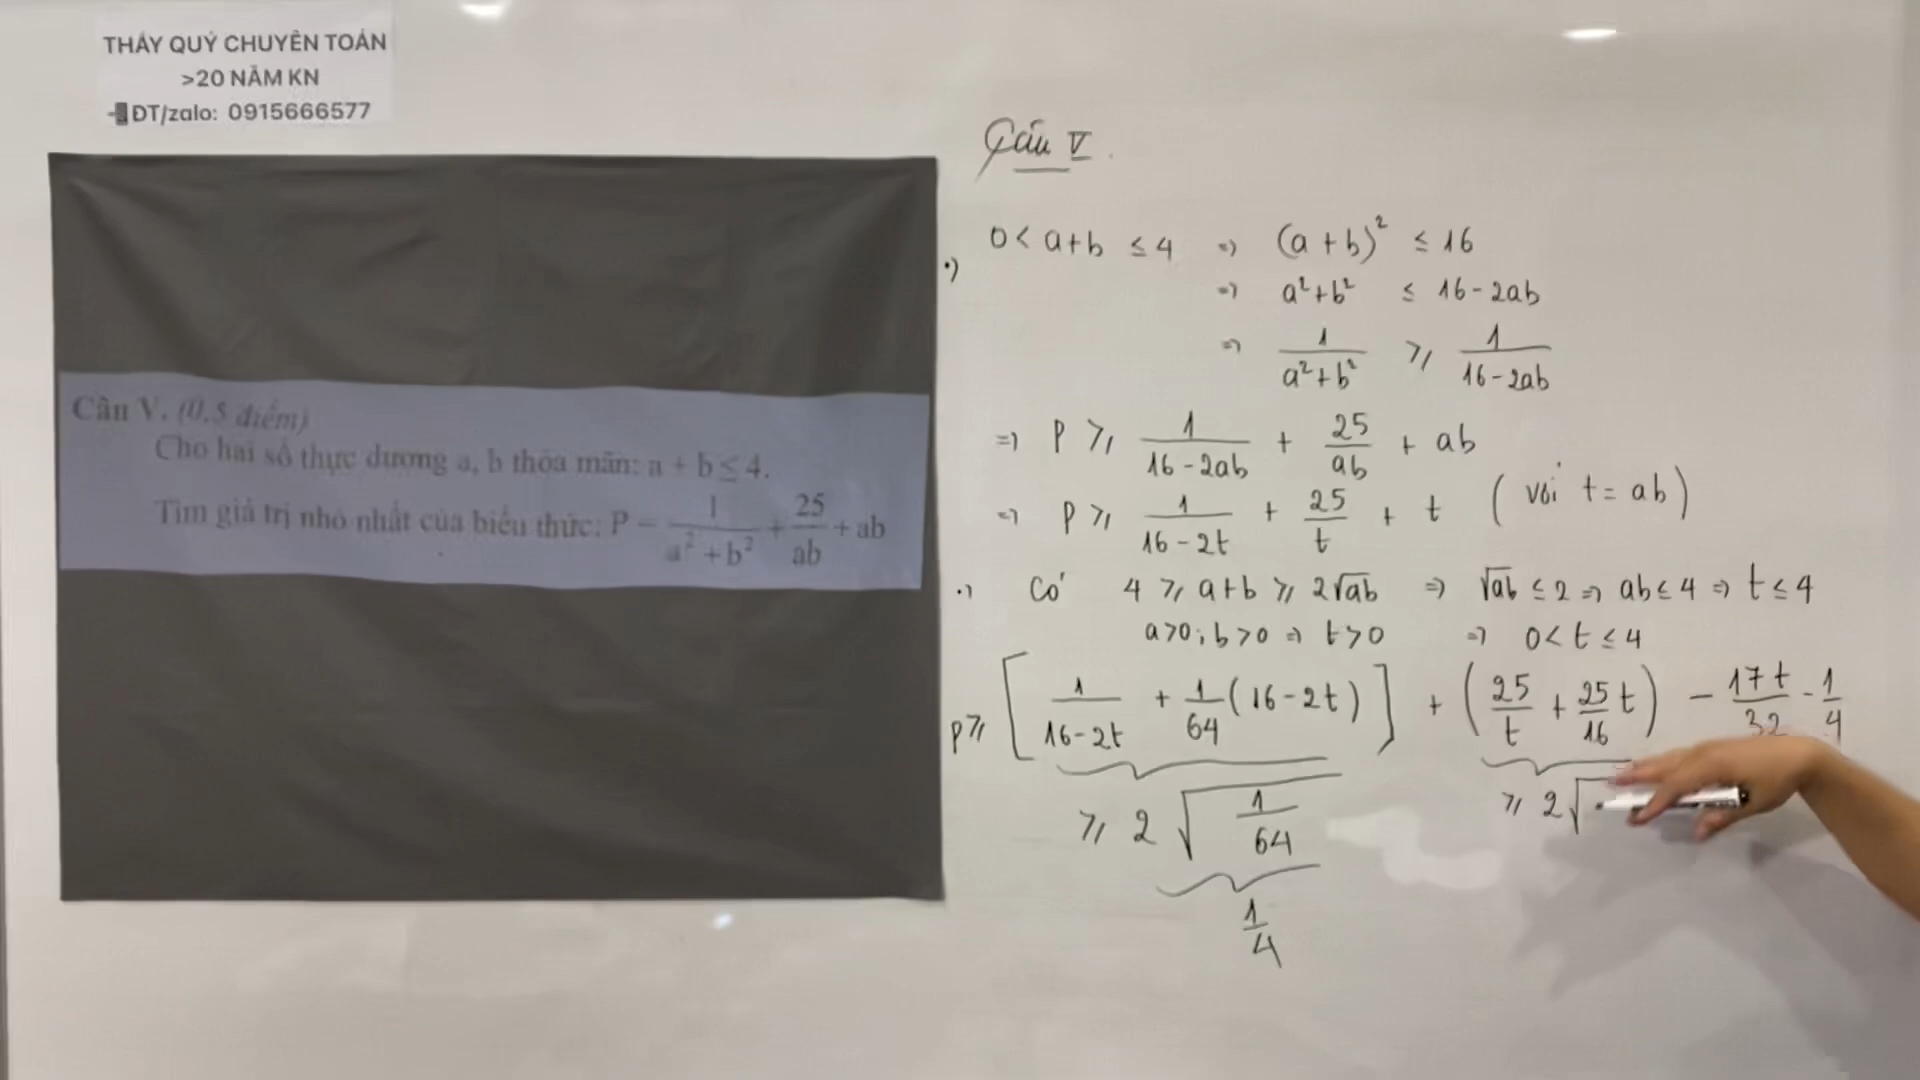 THẦY QUÝ CHUYÊN TOÁN
>20 NĂM KN
ĐT/zalo: 0915666577
Câu V. (0,5 điểm)
Cho hai số thực dương a, b thỏa mãn: a + b ≤ 4.
Tìm giá trị nhỏ nhất của biểu thức: P = 1/(a² + b²) + 25/ab + ab
Câu V.
•) 0 < a+b ≤ 4 => (a + b)² ≤ 16
=> a² + b² ≤ 16 - 2ab
=> 1/(a² + b²) ≥ 1/(16 - 2ab)
=> P ≥ 1/(16 - 2ab) + 25/ab + ab
=> P ≥ 1/(16 - 2t) + 25/t + t (với t = ab)
•) Có 4 ≥ a+b ≥ 2√ab => √ab ≤ 2 => ab ≤ 4 => t ≤ 4
a>0; b>0 => t>0 => 0 < t ≤ 4
P ≥ [1/(16 - 2t) + 1/64 (16 - 2t)] + (25/t + 25/16 t) - 17t/32 - 1/4
≥ 2√(1/64) ≥ 2√
1/4